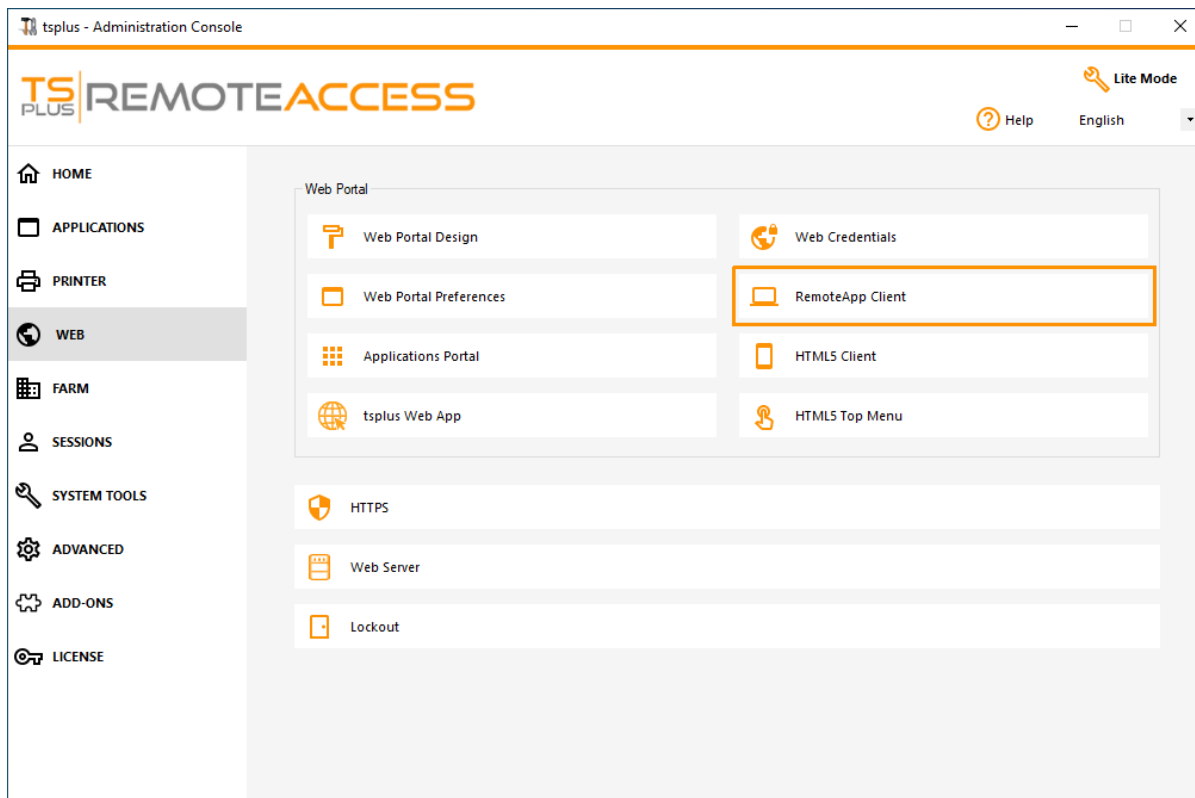 tsplus - Administration Console
TS PLUS REMOTEACCESS
Lite Mode
? Help
English
HOME
APPLICATIONS
PRINTER
WEB
FARM
SESSIONS
SYSTEM TOOLS
ADVANCED
ADD-ONS
LICENSE
Web Portal
Web Portal Design
Web Credentials
Web Portal Preferences
RemoteApp Client
Applications Portal
HTML5 Client
tsplus Web App
HTML5 Top Menu
HTTPS
Web Server
Lockout